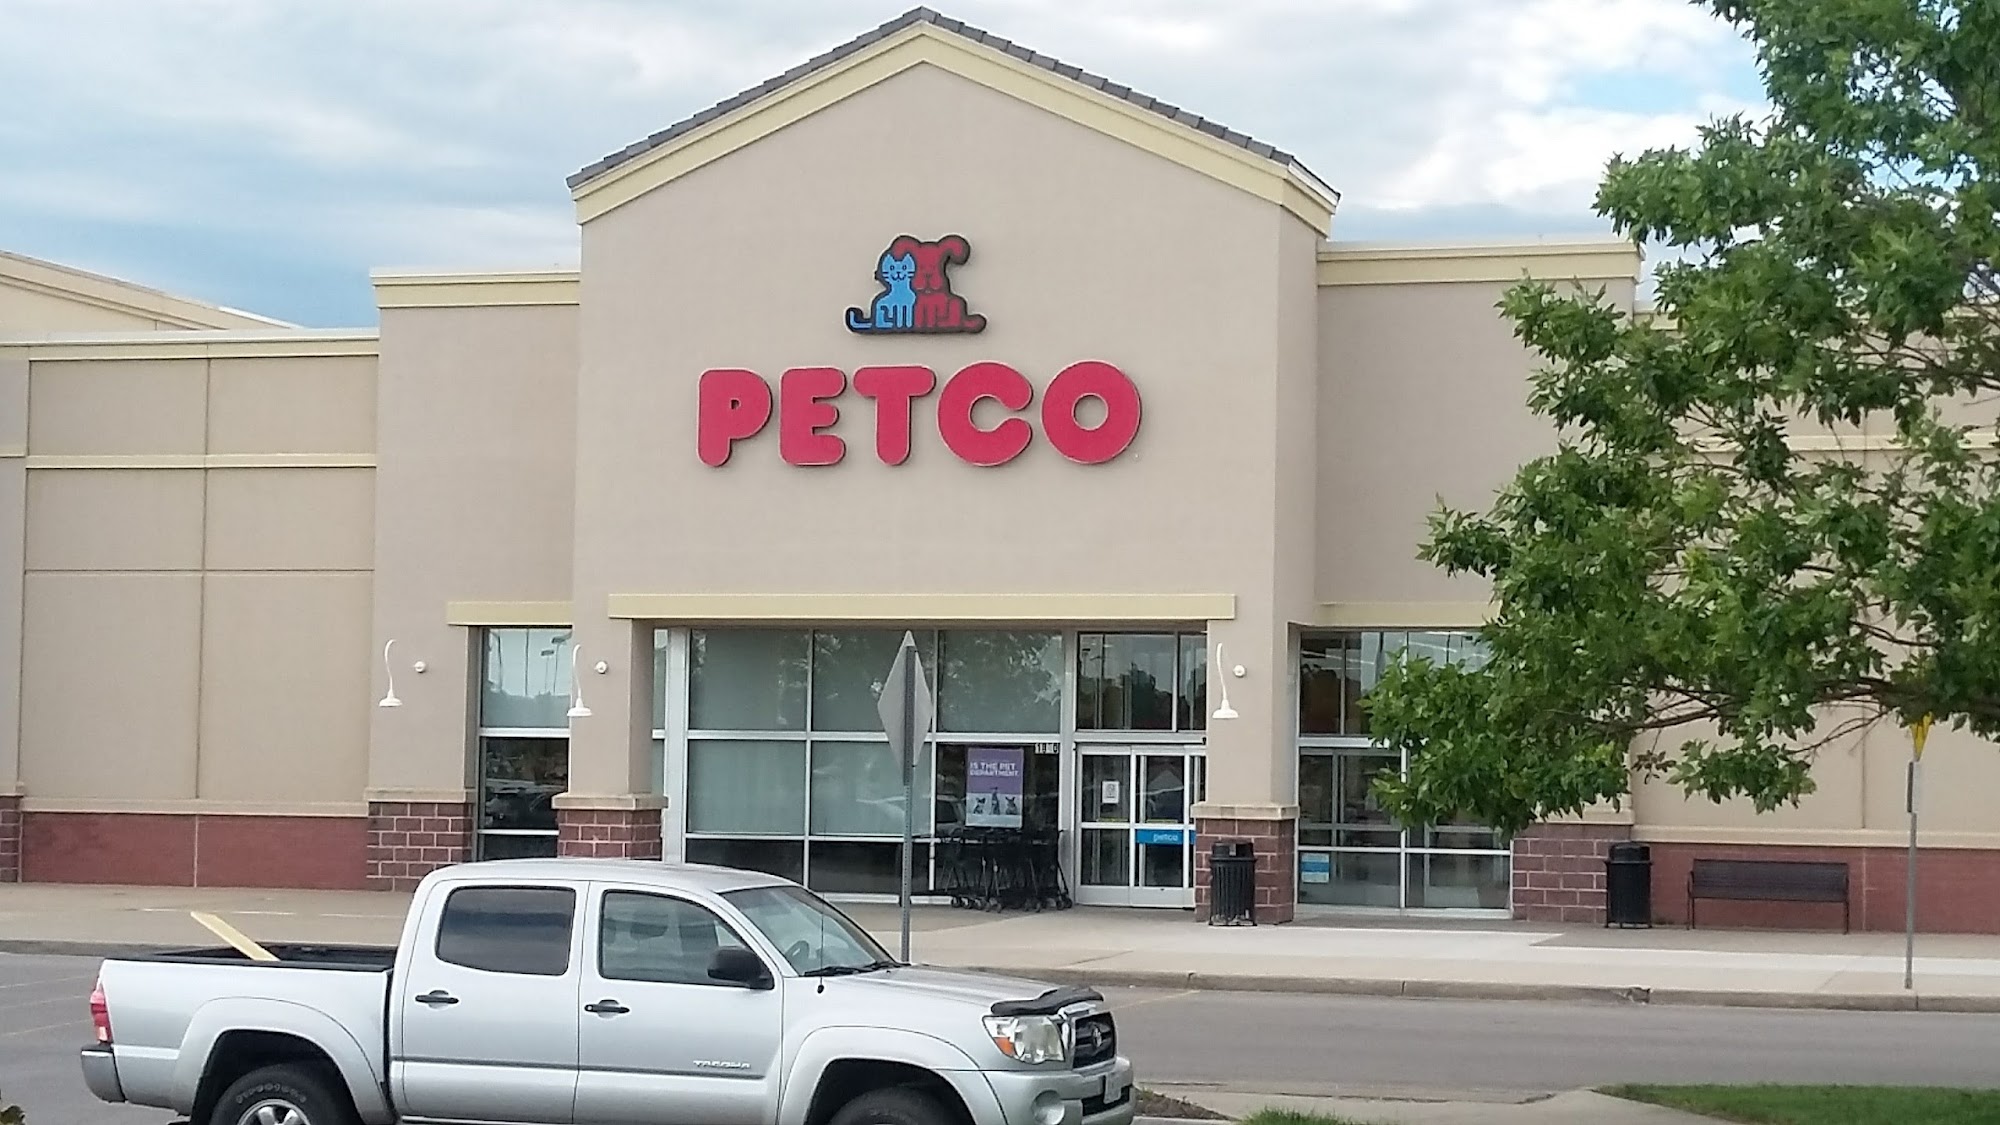 PETCO
IS THE PET
DEPARTMENT.
petco
TACOMA